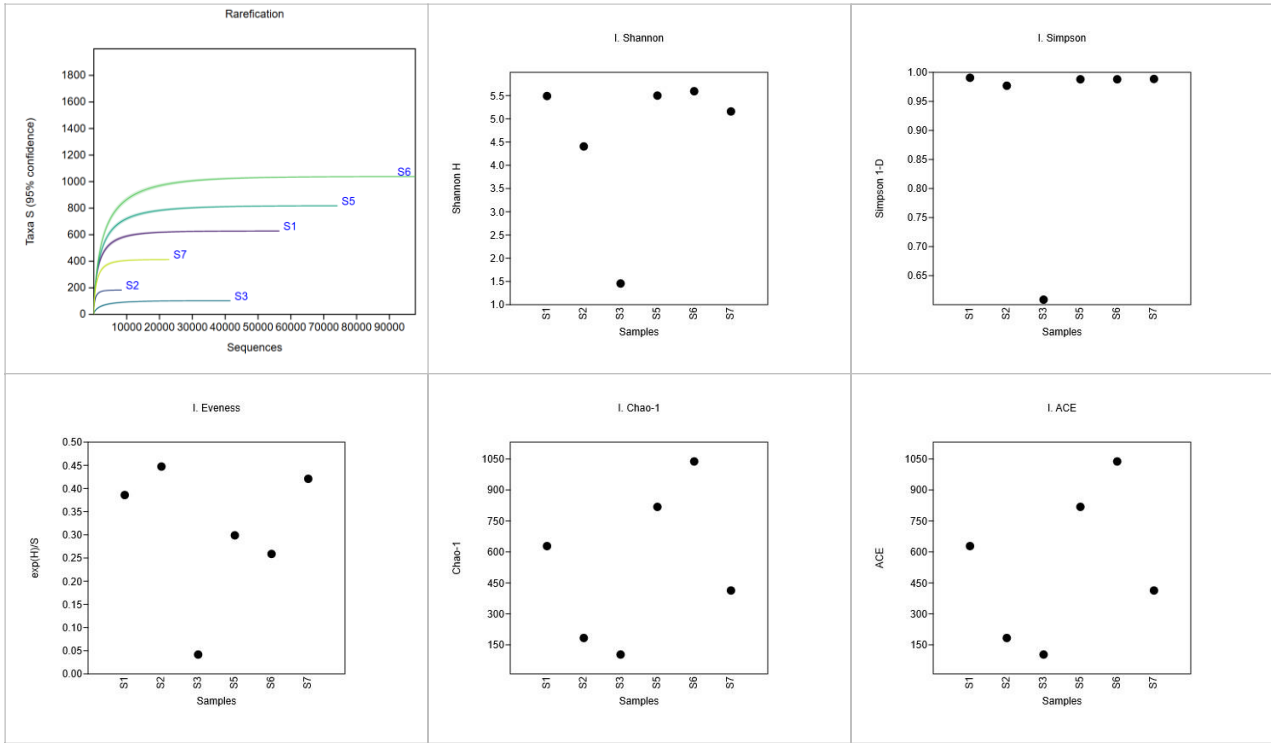 Rarefication
Taxa S (95% confidence)
1800
1600
1400
1200
1000
800
600
400
200
0
S6
S5
S1
S7
S2
S3
10000 20000 30000 40000 50000 60000 70000 80000 90000
Sequences
I. Shannon
Shannon H
5.5
5.0
4.5
4.0
3.5
3.0
2.5
2.0
1.5
1.0
S1 S2 S3 S5 S6 S7
Samples
I. Simpson
Simpson 1-D
1.00
0.95
0.90
0.85
0.80
0.75
0.70
0.65
S1 S2 S3 S5 S6 S7
Samples
I. Eveness
exp(H)/S
0.50
0.45
0.40
0.35
0.30
0.25
0.20
0.15
0.10
0.05
0.00
S1 S2 S3 S5 S6 S7
Samples
I. Chao-1
Chao-1
1050
900
750
600
450
300
150
S1 S2 S3 S5 S6 S7
Samples
I. ACE
ACE
1050
900
750
600
450
300
150
S1 S2 S3 S5 S6 S7
Samples